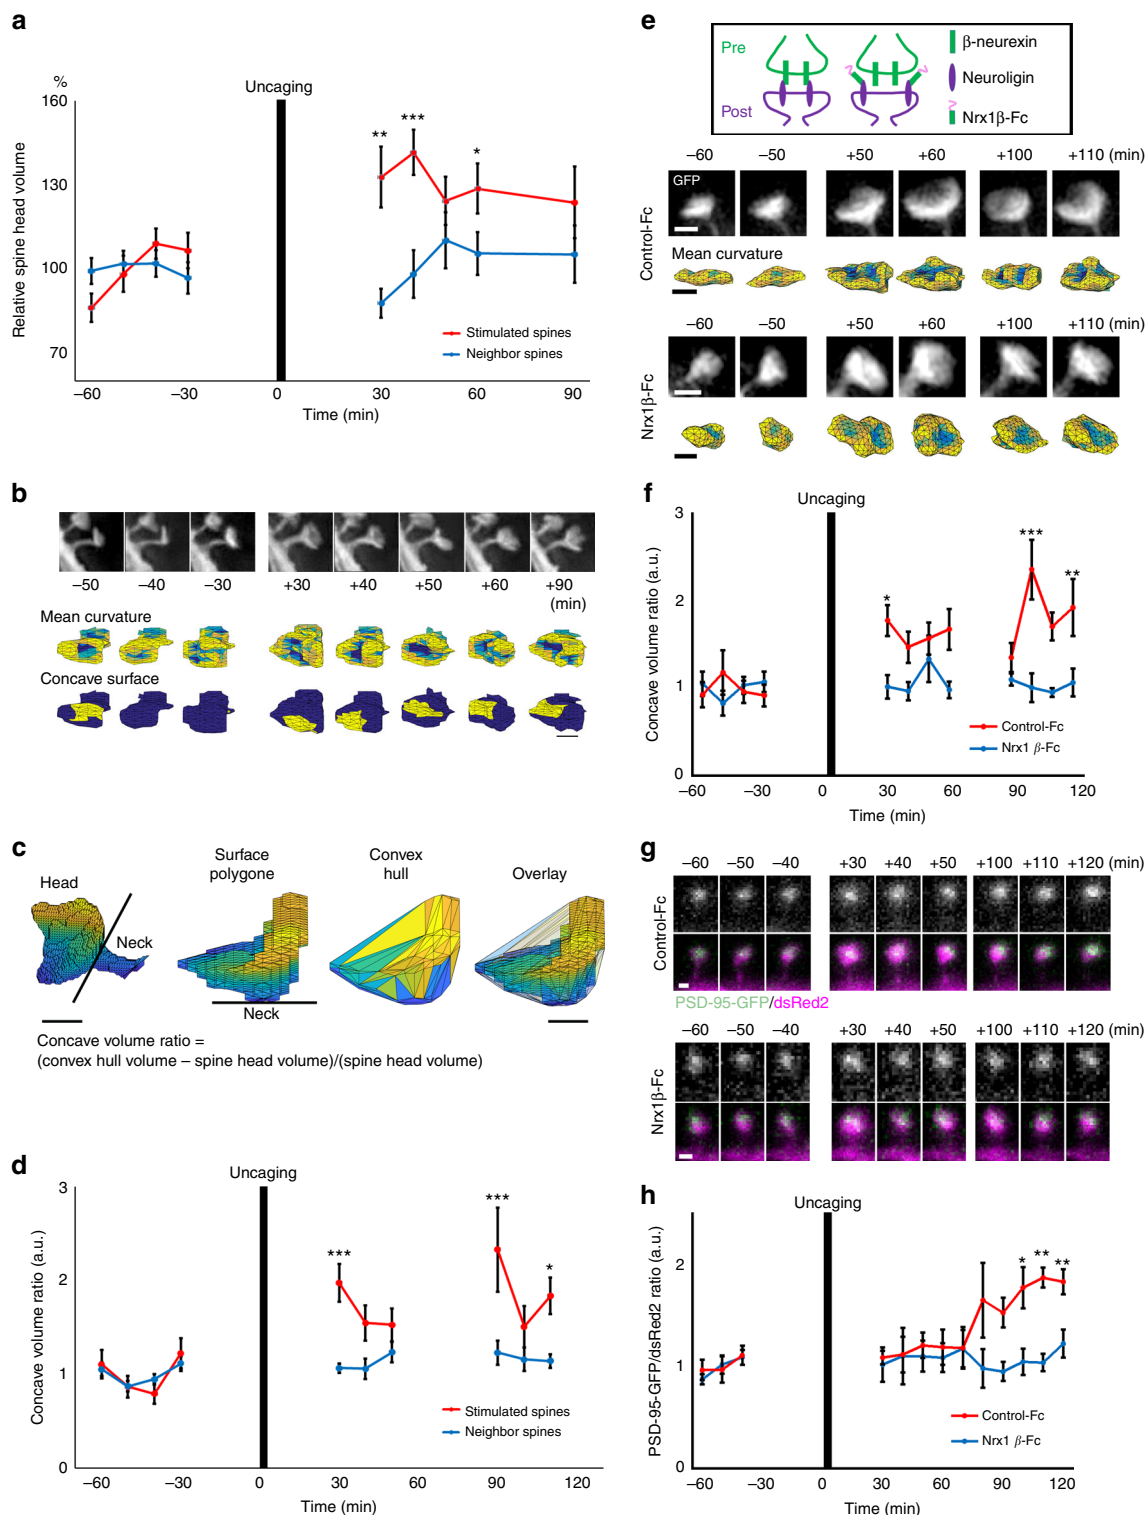 a
%
Uncaging
160
130
100
70
Relative spine head volume
** *** *
Stimulated spines
Neighbor spines
–60 –30 0 30 60 90
Time (min)
b
–50 –40 –30 +30 +40 +50 +60 +90
(min)
Mean curvature
Concave surface
c
Head
Neck
Surface
polygone
Neck
Convex
hull
Overlay
Concave volume ratio =
(convex hull volume – spine head volume)/(spine head volume)
d
Uncaging
3
2
1
0
Concave volume ratio (a.u.)
*** *** *
Stimulated spines
Neighbor spines
–60 –30 0 30 60 90 120
Time (min)
e
Pre
Post
β-neurexin
Neuroligin
Nrx1β-Fc
–60 –50 +50 +60 +100 +110 (min)
GFP
Control-Fc
Mean curvature
–60 –50 +50 +60 +100 +110 (min)
Nrx1β-Fc
f
Uncaging
3
2
1
0
Concave volume ratio (a.u.)
* *** **
Control-Fc
Nrx1 β-Fc
–60 –30 0 30 60 90 120
Time (min)
g
–60 –50 –40 +30 +40 +50 +100 +110 +120 (min)
Control-Fc
PSD-95-GFP/dsRed2
–60 –50 –40 +30 +40 +50 +100 +110 +120 (min)
Nrx1β-Fc
h
Uncaging
2
1
0
PSD-95-GFP/dsRed2 ratio (a.u.)
* ** **
Control-Fc
Nrx1 β-Fc
–60 –30 0 30 60 90 120
Time (min)